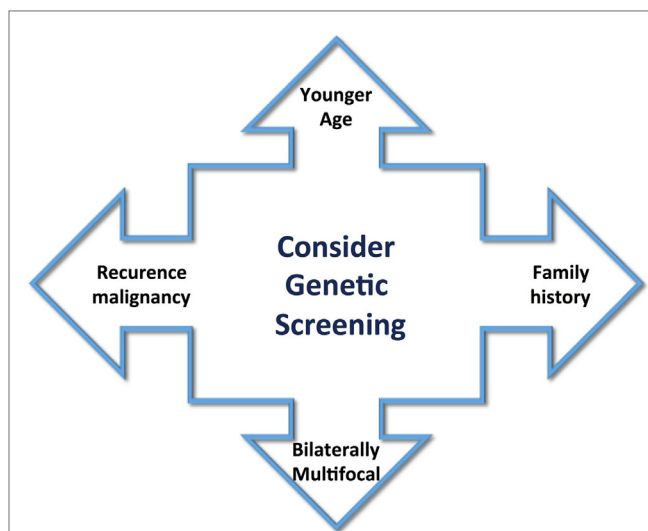 Younger
Age
Recurence
malignancy
Consider
Genetic
Screening
Family
history
Bilaterally
Multifocal